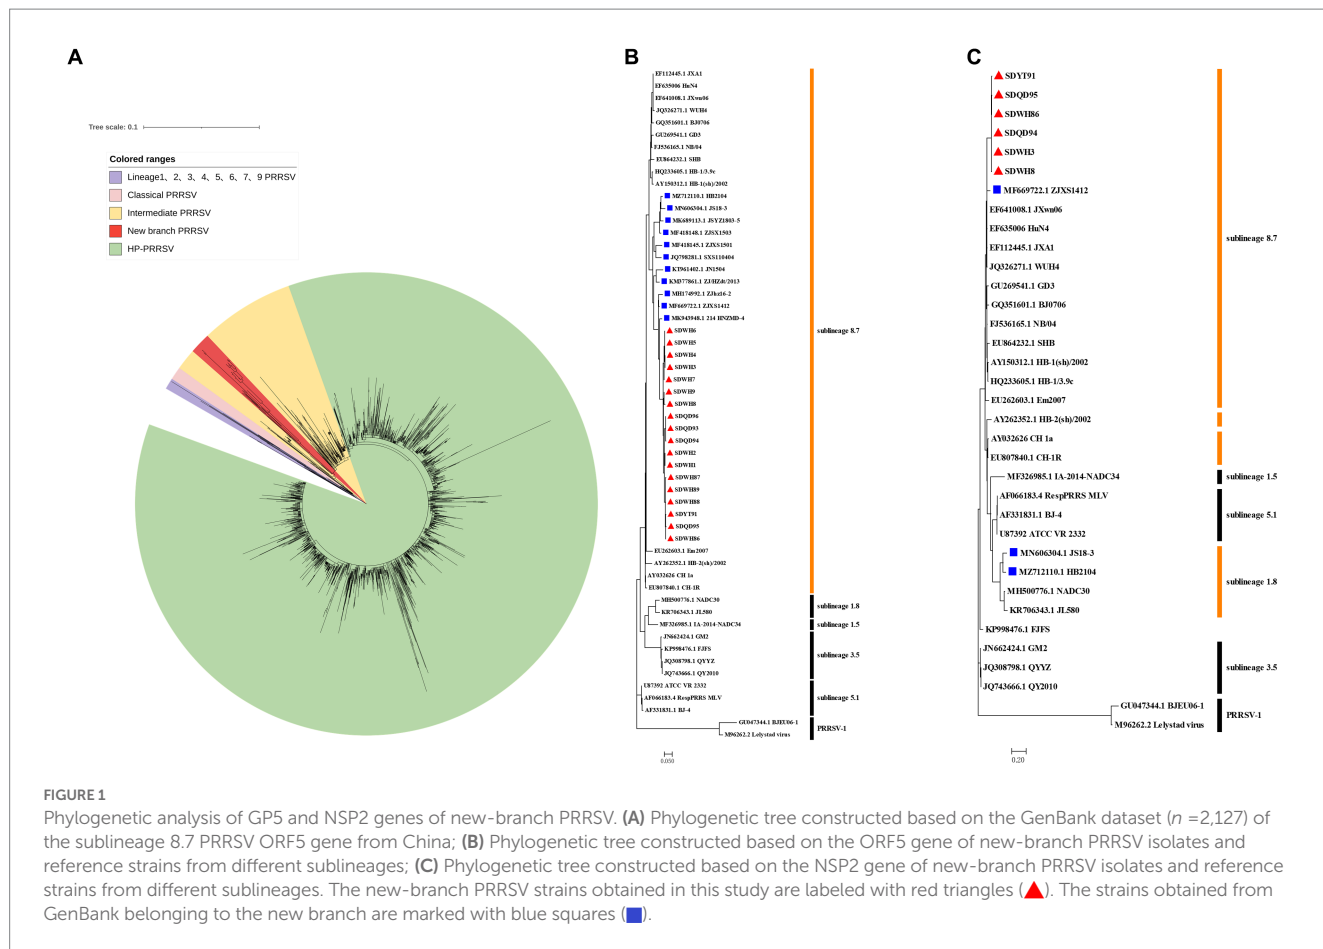 A
Tree scale: 0.1
Colored ranges
Lineage1、2、3、4、5、6、7、9 PRRSV
Classical PRRSV
Intermediate PRRSV
New branch PRRSV
HP-PRRSV
B
EF112445.1 JXA1
EF635006 HuN4
EF641008.1 JXwn06
JQ326271.1 WUH4
GQ351601.1 BJ0706
GU269541.1 GD3
FJ536165.1 NB/04
EU864232.1 SHB
HQ233605.1 HB-1/3.9c
AY150312.1 HB-1(sh)/2002
MZ712110.1 HB2104
MN606304.1 JS18-3
MK689113.1 JSYZ1803-5
MF418148.1 ZJSX1503
MF418145.1 ZJXS1501
JQ798281.1 SXS110404
KT961402.1 JN1504
KM377861.1 ZJ/HZdt/2013
MH174992.1 ZJhz16-2
MF669722.1 ZJXS1412
MK943948.1 214 HNZMD-4
SDWH6
SDWH5
SDWH4
SDWH3
SDWH7
SDWH9
SDWH8
SDQD96
SDQD93
SDQD94
SDWH2
SDWH1
SDWH87
SDWH89
SDWH88
SDYT91
SDQD95
SDWH86
EU262603.1 Em2007
AY262352.1 HB-2(sh)/2002
AY032626 CH 1a
EU807840.1 CH-1R
MH500776.1 NADC30
KR706343.1 JL580
MF326985.1 IA-2014-NADC34
JN662424.1 GM2
KP998476.1 FJFS
JQ308798.1 QYYZ
JQ743666.1 QY2010
U87392 ATCC VR 2332
AF066183.4 RespPRRS MLV
AF331831.1 BJ-4
GU047344.1 BJEU06-1
M96262.2 Lelystad virus
sublineage 8.7
sublineage 1.8
sublineage 1.5
sublineage 3.5
sublineage 5.1
PRRSV-1
0.050
C
SDYT91
SDQD95
SDWH86
SDQD94
SDWH3
SDWH8
MF669722.1 ZJXS1412
EF641008.1 JXwn06
EF635006 HuN4
EF112445.1 JXA1
JQ326271.1 WUH4
GU269541.1 GD3
GQ351601.1 BJ0706
FJ536165.1 NB/04
EU864232.1 SHB
AY150312.1 HB-1(sh)/2002
HQ233605.1 HB-1/3.9c
EU262603.1 Em2007
AY262352.1 HB-2(sh)/2002
AY032626 CH 1a
EU807840.1 CH-1R
MF326985.1 IA-2014-NADC34
AF066183.4 RespPRRS MLV
AF331831.1 BJ-4
U87392 ATCC VR 2332
MN606304.1 JS18-3
MZ712110.1 HB2104
MH500776.1 NADC30
KR706343.1 JL580
KP998476.1 FJFS
JN662424.1 GM2
JQ308798.1 QYYZ
JQ743666.1 QY2010
GU047344.1 BJEU06-1
M96262.2 Lelystad virus
sublineage 8.7
sublineage 1.5
sublineage 5.1
sublineage 1.8
sublineage 3.5
PRRSV-1
0.20
FIGURE 1
Phylogenetic analysis of GP5 and NSP2 genes of new-branch PRRSV. (A) Phylogenetic tree constructed based on the GenBank dataset (n =2,127) of
the sublineage 8.7 PRRSV ORF5 gene from China; (B) Phylogenetic tree constructed based on the ORF5 gene of new-branch PRRSV isolates and
reference strains from different sublineages; (C) Phylogenetic tree constructed based on the NSP2 gene of new-branch PRRSV isolates and reference
strains from different sublineages. The new-branch PRRSV strains obtained in this study are labeled with red triangles (▲). The strains obtained from
GenBank belonging to the new branch are marked with blue squares (■).